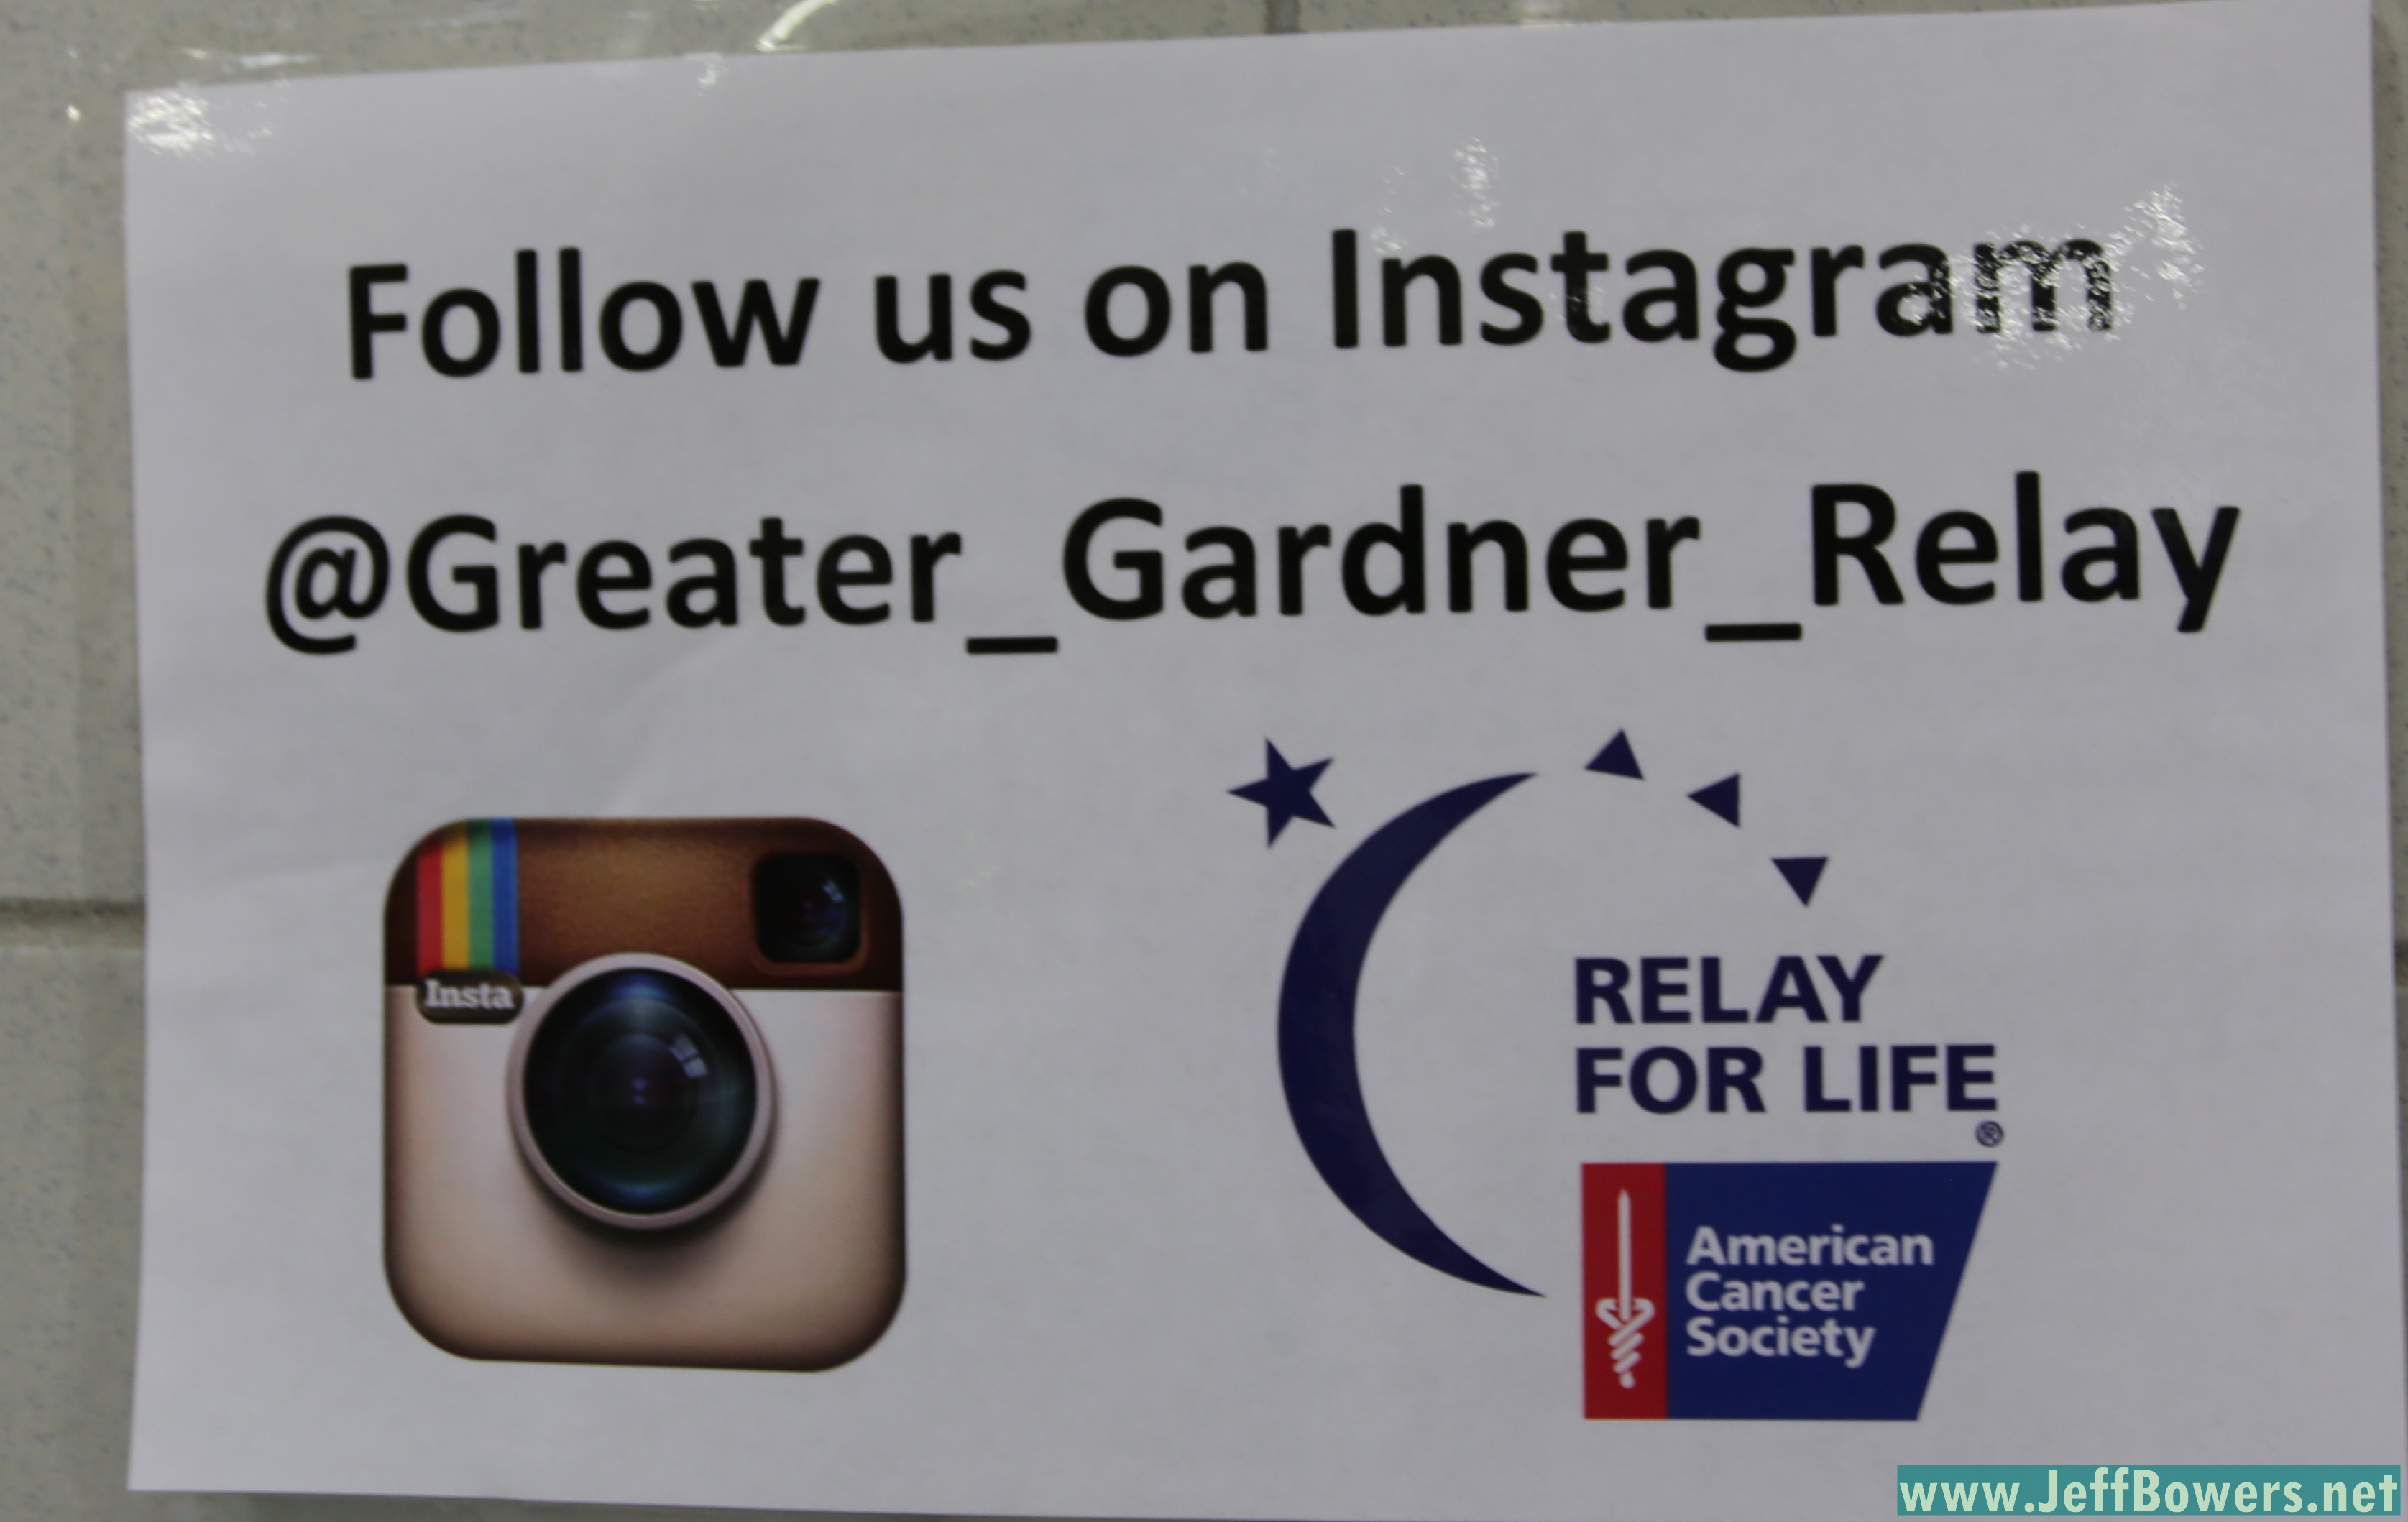 Follow us on Instagram
@Greater_Gardner_Relay
Insta
RELAY
FOR LIFE
®
American
Cancer
Society
www.JeffBowers.net